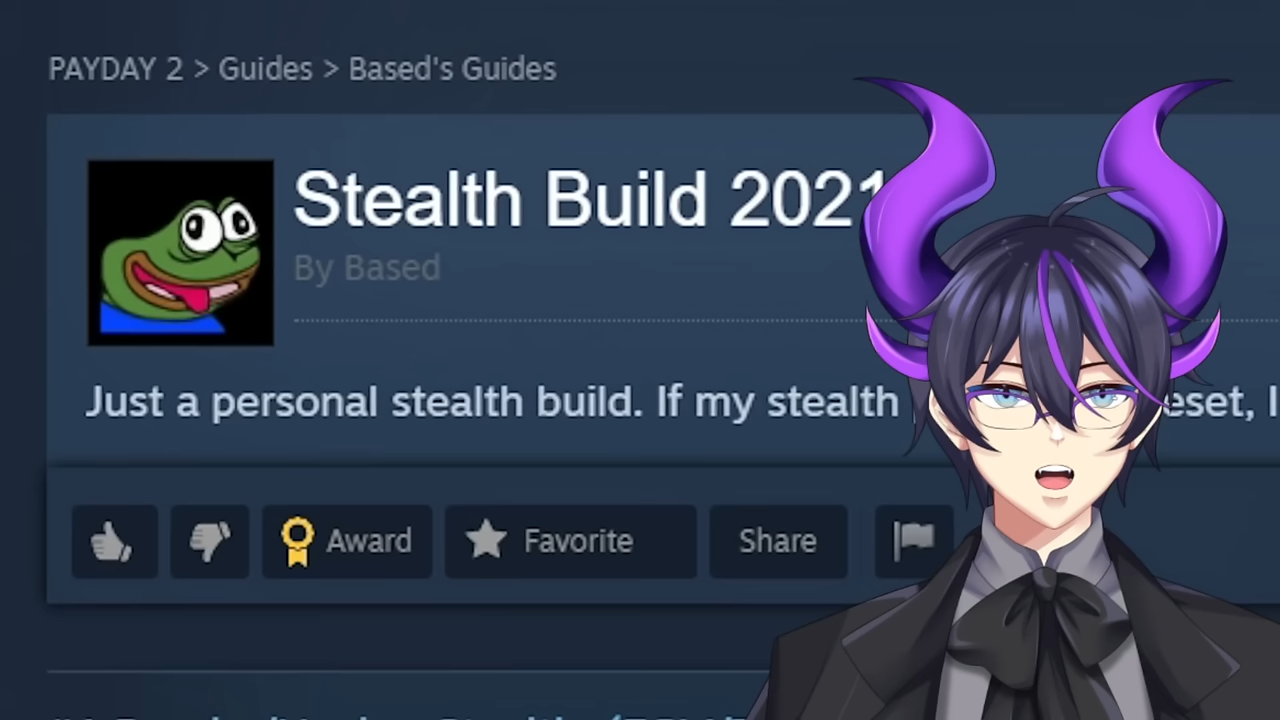 PAYDAY 2 > Guides > Based's Guides
Stealth Build 2021
By Based
Just a personal stealth build. If my stealth eset, I
Award
Favorite
Share